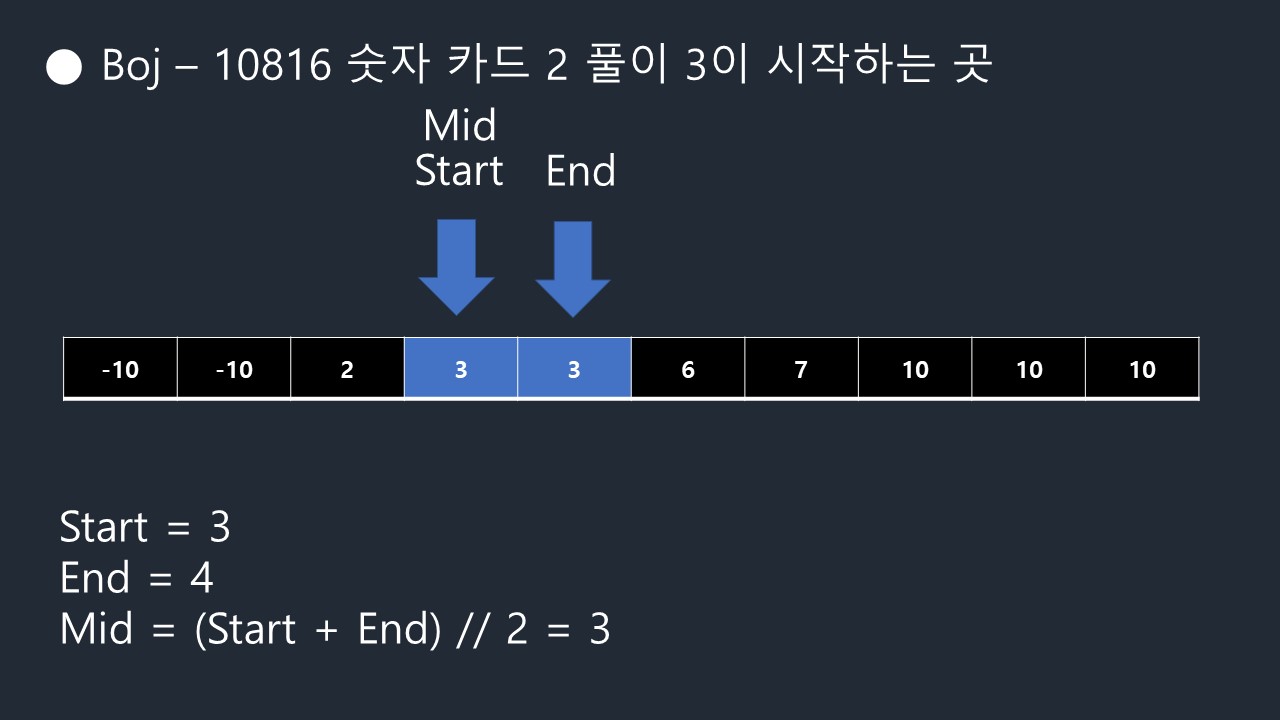 ● Boj – 10816 숫자 카드 2 풀이 3이 시작하는 곳
Mid
Start End
-10 -10 2 3 3 6 7 10 10 10
Start = 3
End = 4
Mid = (Start + End) // 2 = 3